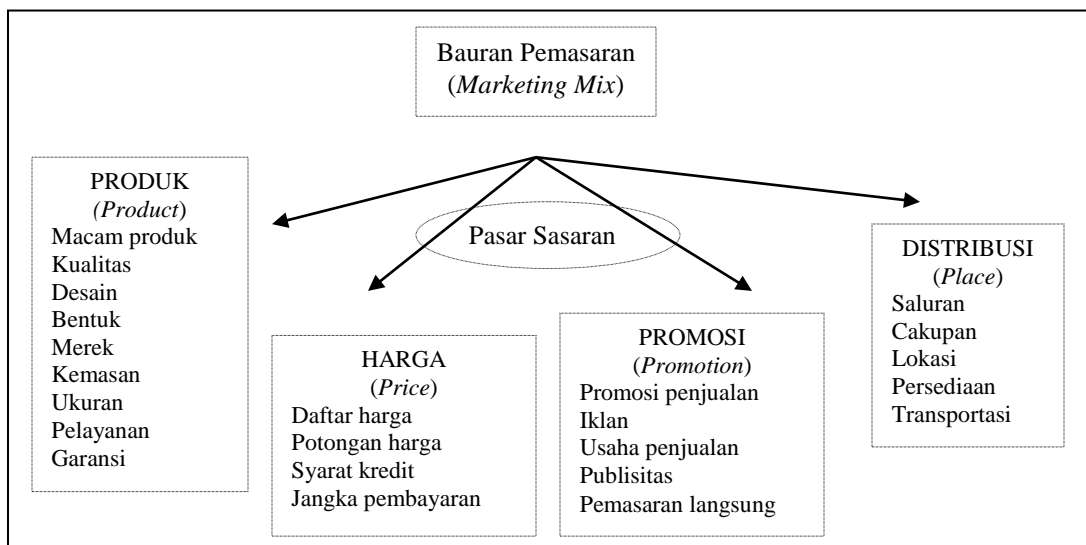 Bauran Pemasaran
(Marketing Mix)
PRODUK
(Product)
Macam produk
Kualitas
Desain
Bentuk
Merek
Kemasan
Ukuran
Pelayanan
Garansi
Pasar Sasaran
HARGA
(Price)
Daftar harga
Potongan harga
Syarat kredit
Jangka pembayaran
PROMOSI
(Promotion)
Promosi penjualan
Iklan
Usaha penjualan
Publisitas
Pemasaran langsung
DISTRIBUSI
(Place)
Saluran
Cakupan
Lokasi
Persediaan
Transportasi